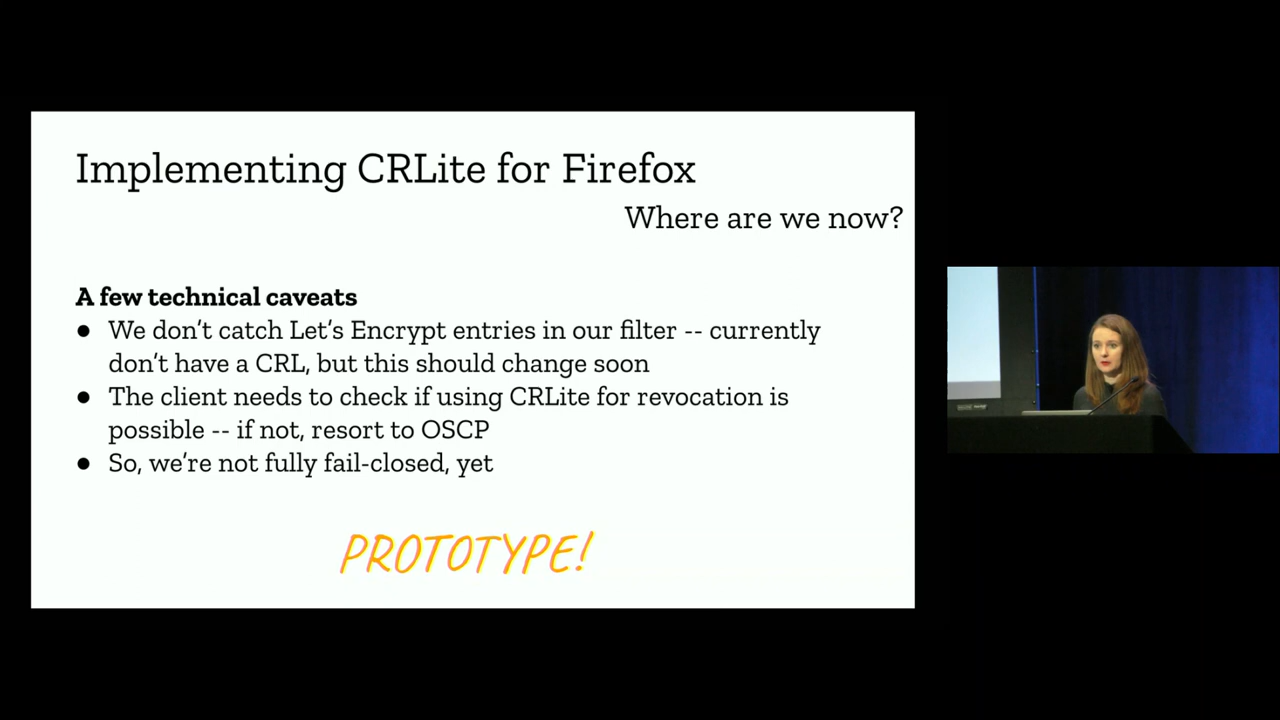 Implementing CRLite for Firefox
Where are we now?
A few technical caveats
● We don't catch Let's Encrypt entries in our filter -- currently
don't have a CRL, but this should change soon
● The client needs to check if using CRLite for revocation is
possible -- if not, resort to OSCP
● So, we're not fully fail-closed, yet
PROTOTYPE!